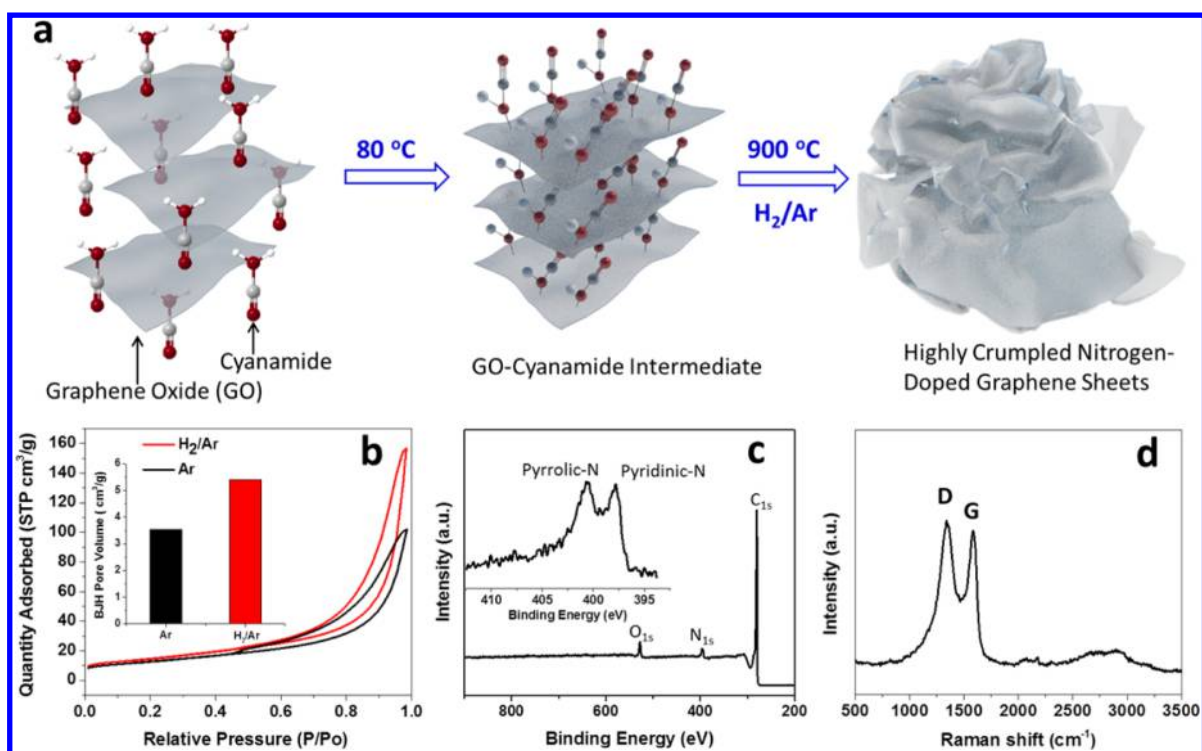 a
80 °C
900 °C
H₂/Ar
Cyanamide
Graphene Oxide (GO)
GO-Cyanamide Intermediate
Highly Crumpled Nitrogen-
Doped Graphene Sheets
b
Quantity Adsorbed (STP cm³/g)
160
140
120
100
80
60
40
20
0
H₂/Ar
Ar
BJH Pore Volume ( cm³/g)
6
5
4
3
2
1
0
Ar
H₂/Ar
0.0 0.2 0.4 0.6 0.8 1.0
Relative Pressure (P/Po)
c
Intensity (a.u.)
Pyrrolic-N
Pyridinic-N
410 405 400 395
Binding Energy (eV)
C₁s
O₁s
N₁s
800 600 400 200
Binding Energy (eV)
d
Intensity (a.u.)
D
G
500 1000 1500 2000 2500 3000 3500
Raman shift (cm⁻¹)